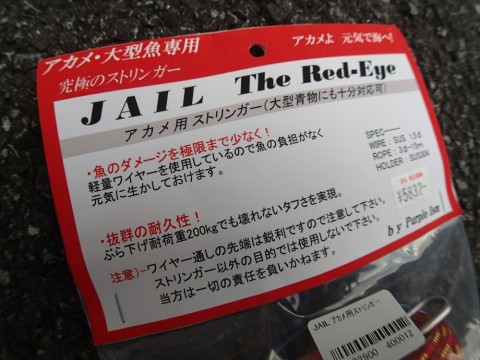 アカメ・大型魚専用
アカメよ 元気で海へ!
究極のストリンガー
JAIL The Red-Eye
アカメ用 ストリンガー(大型青物にも十分対応可)
・魚のダメージを極限まで少なく!
軽量ワイヤーを使用しているので魚の負担がなく
元気に生かしておけます。
SPEC──
WIRE: SUS 1.5φ
ROPE: 3φ-15m
HOLDER: SUS304
¥5832-
・抜群の耐久性!
ぶら下げ耐荷重200kgでも壊れないタフさを実現。
注意)-ワイヤー通しの先端は鋭利ですので注意して下さい。
ストリンガー以外の目的では使用しないで下さい。
当方は一切の責任を負いかねます。
by Purple
JAIL アカメ用ストリンガー
400012